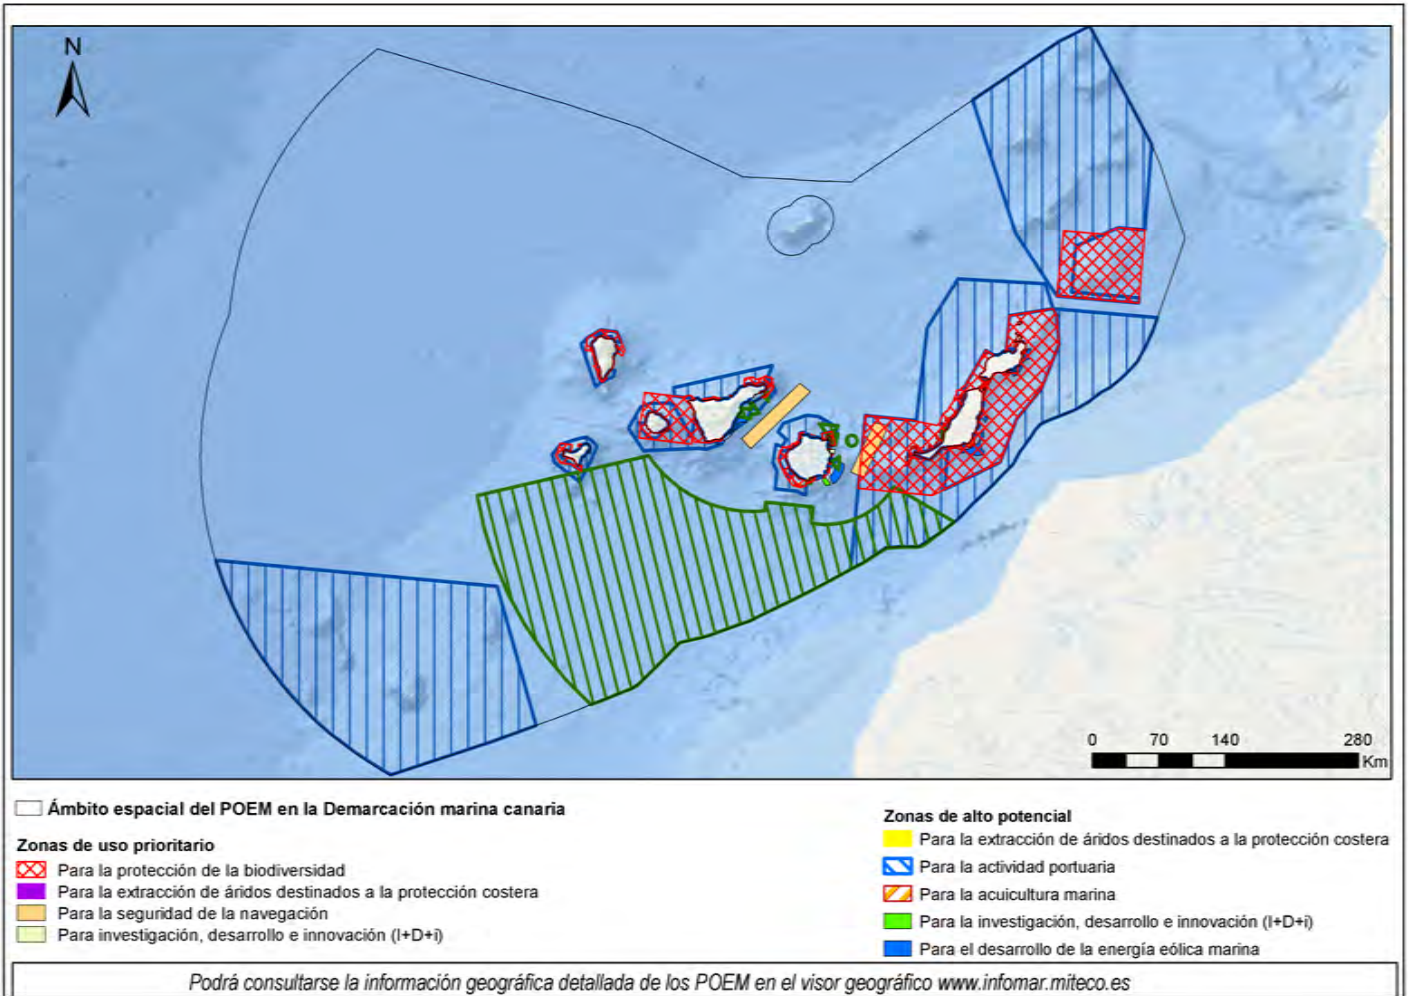 N
0 70 140 280
Km
Ámbito espacial del POEM en la Demarcación marina canaria
Zonas de uso prioritario
Para la protección de la biodiversidad
Para la extracción de áridos destinados a la protección costera
Para la seguridad de la navegación
Para investigación, desarrollo e innovación (I+D+i)
Zonas de alto potencial
Para la extracción de áridos destinados a la protección costera
Para la actividad portuaria
Para la acuicultura marina
Para la investigación, desarrollo e innovación (I+D+i)
Para el desarrollo de la energía eólica marina
Podrá consultarse la información geográfica detallada de los POEM en el visor geográfico www.infomar.miteco.es